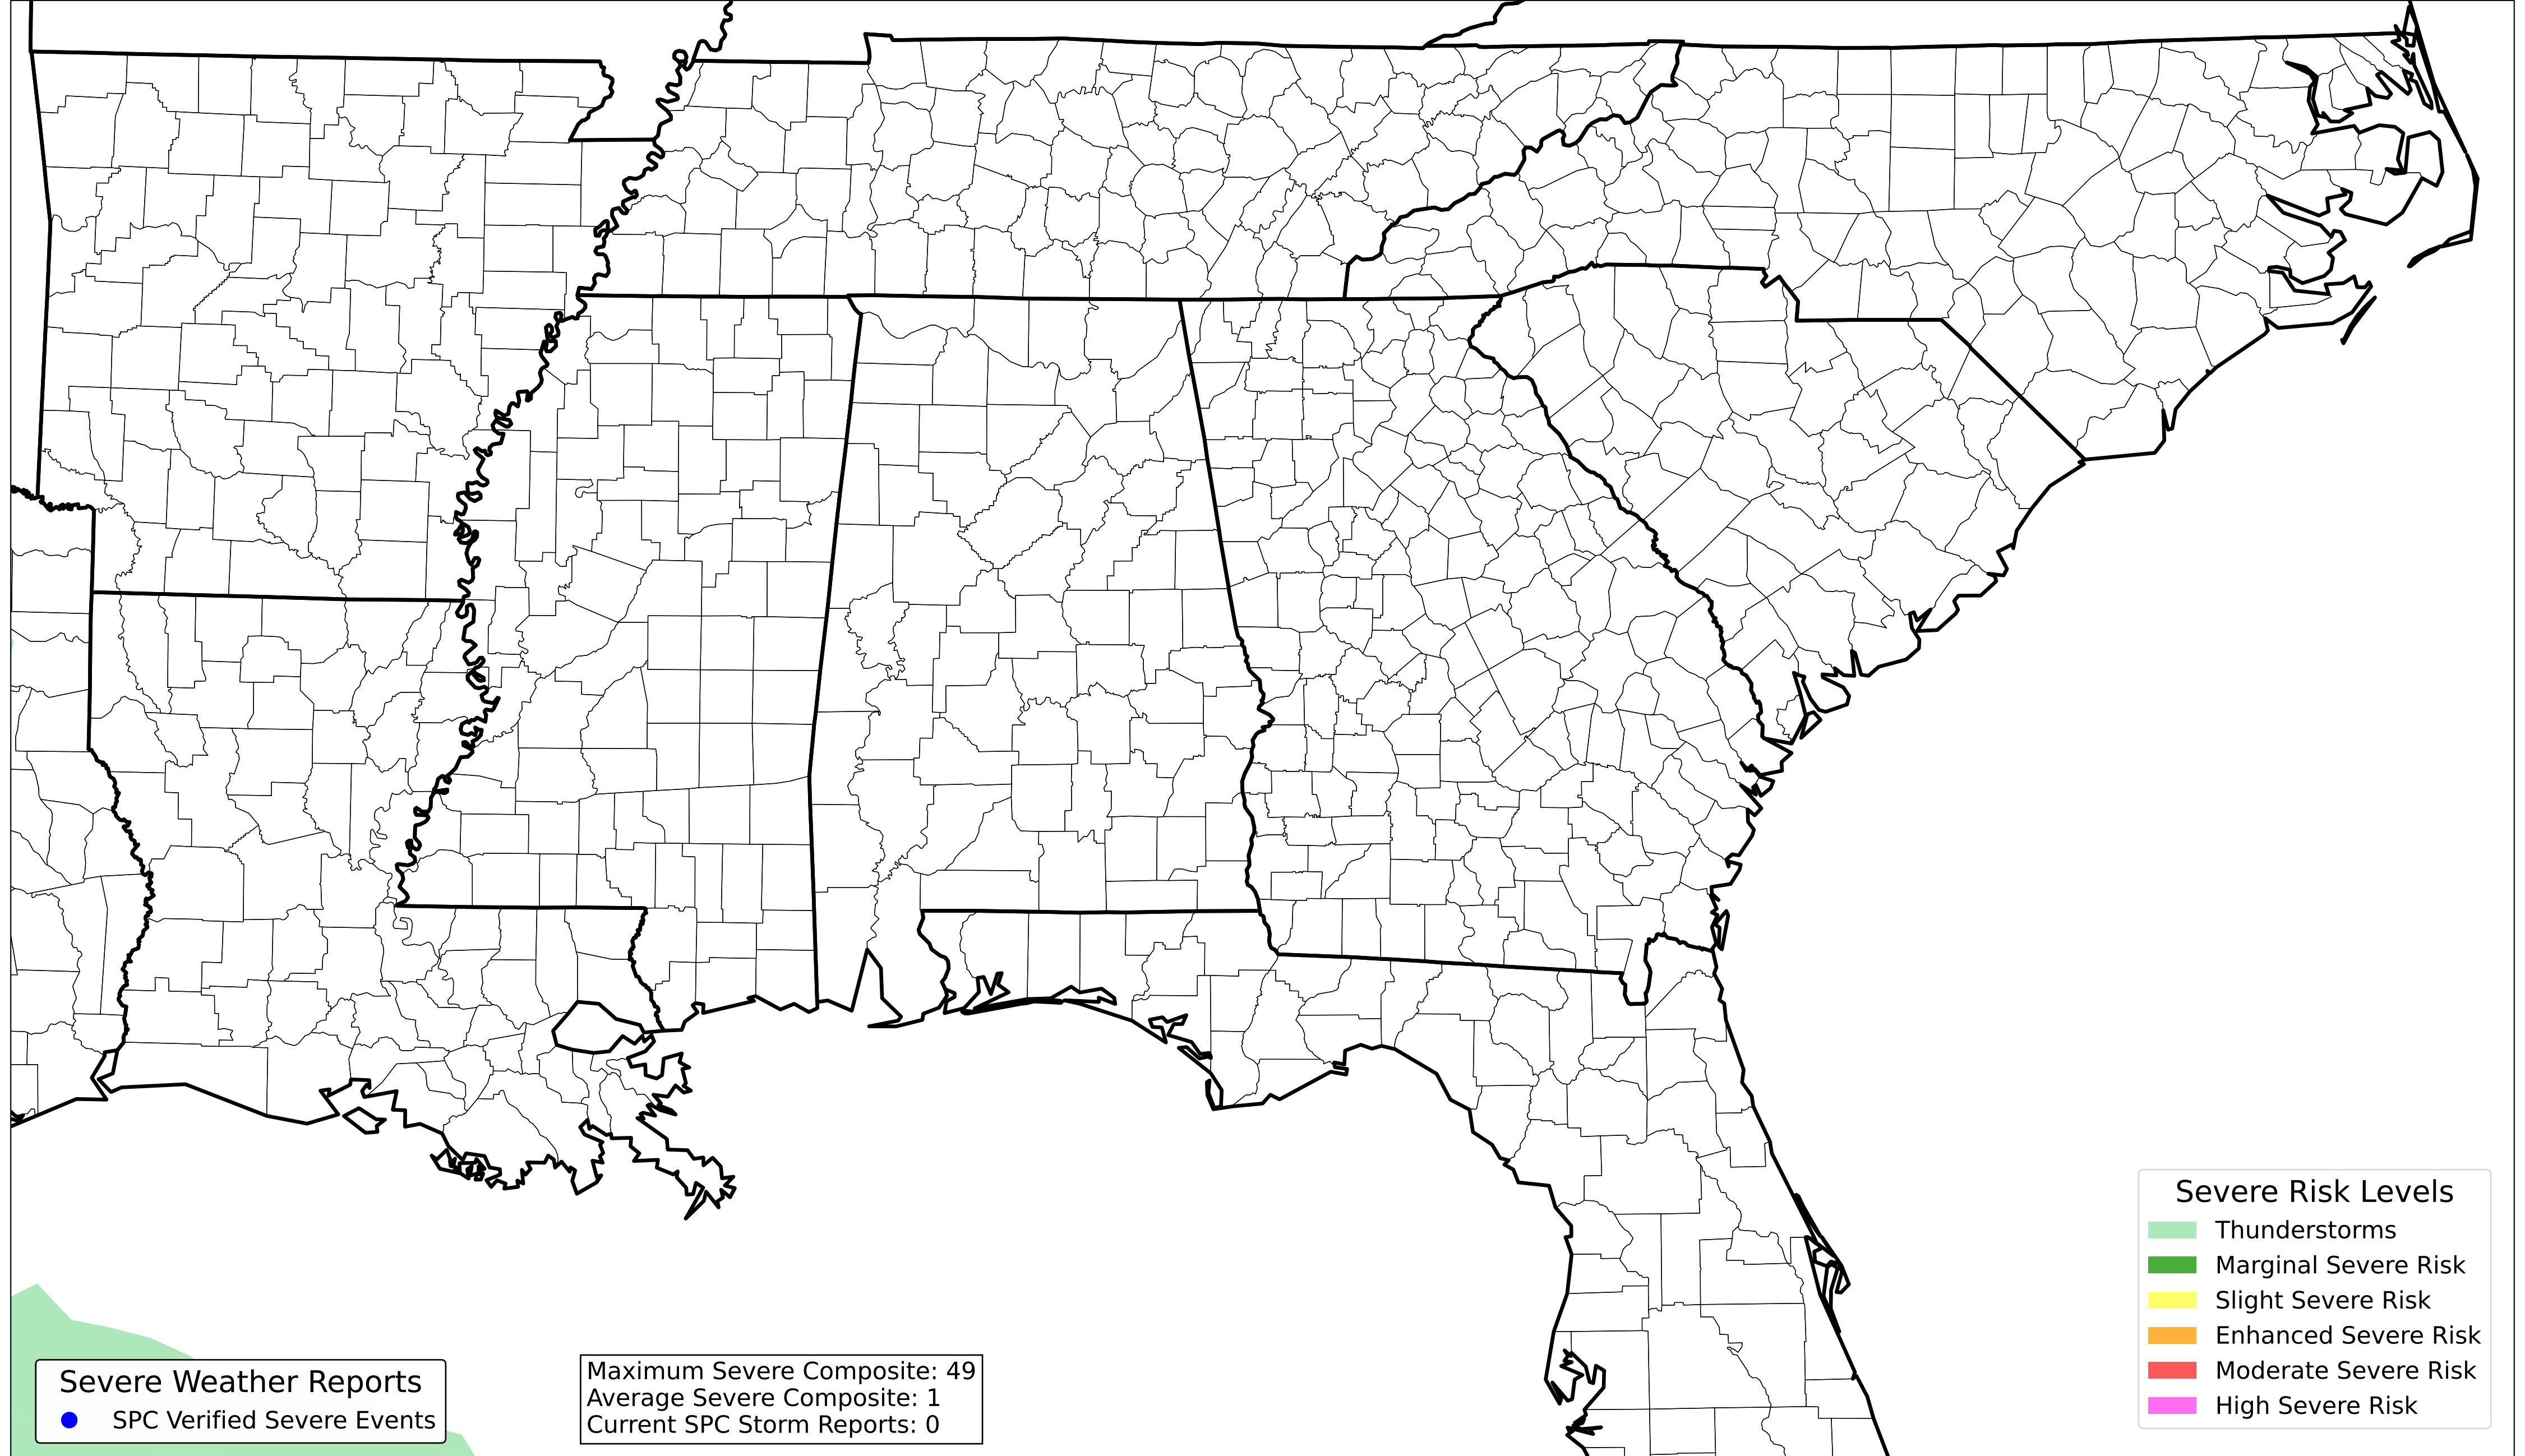 Severe Risk Levels
Thunderstorms
Marginal Severe Risk
Slight Severe Risk
Enhanced Severe Risk
Moderate Severe Risk
High Severe Risk
Severe Weather Reports
SPC Verified Severe Events
Maximum Severe Composite: 49
Average Severe Composite: 1
Current SPC Storm Reports: 0